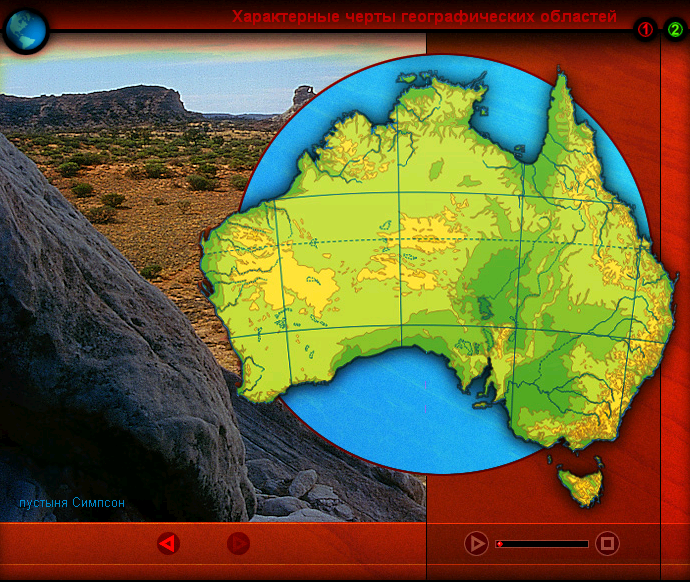 Характерные черты географических областей
1 2
пустыня Симпсон